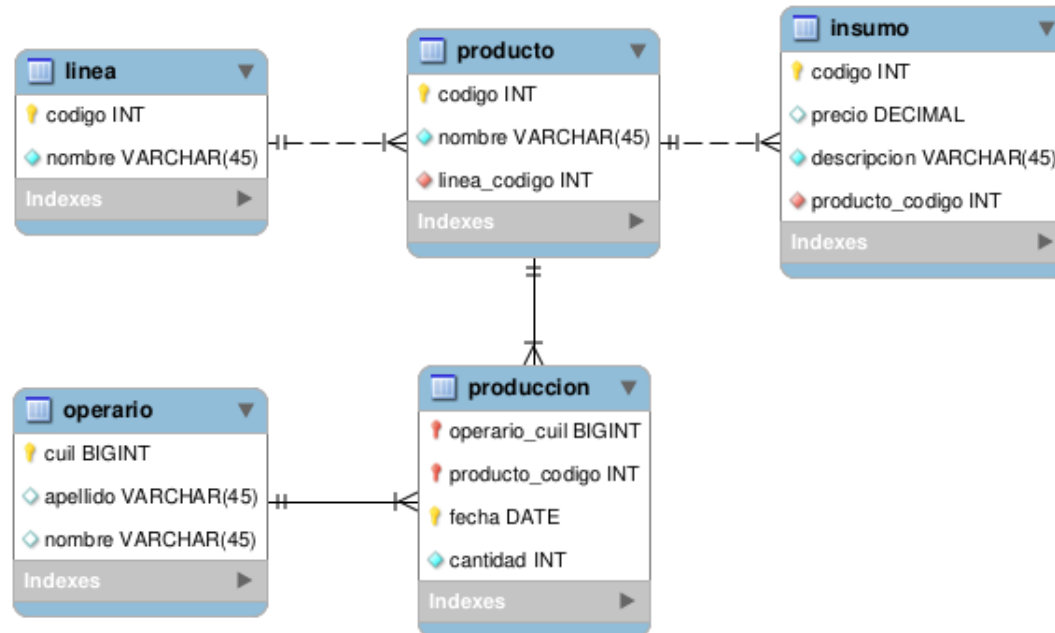 linea
codigo INT
nombre VARCHAR(45)
Indexes
producto
codigo INT
nombre VARCHAR(45)
linea_codigo INT
Indexes
insumo
codigo INT
precio DECIMAL
descripcion VARCHAR(45)
producto_codigo INT
Indexes
operario
cuil BIGINT
apellido VARCHAR(45)
nombre VARCHAR(45)
Indexes
produccion
operario_cuil BIGINT
producto_codigo INT
fecha DATE
cantidad INT
Indexes